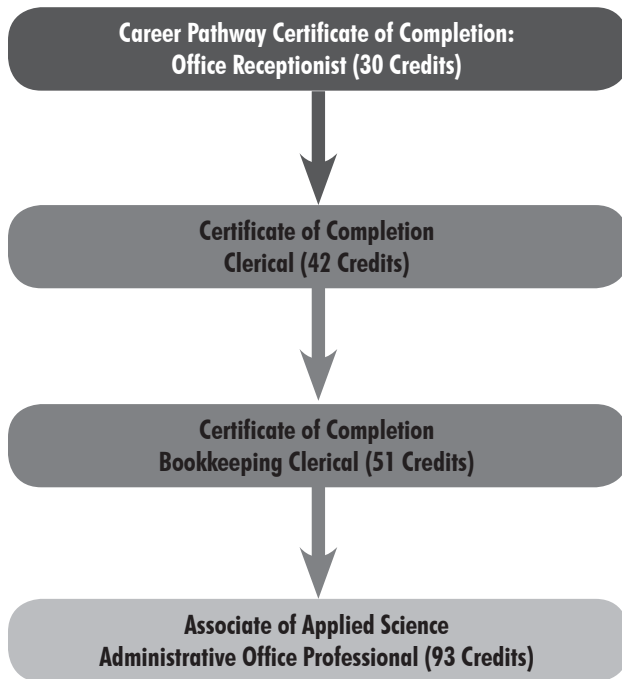 Career Pathway Certificate of Completion:
Office Receptionist (30 Credits)
Certificate of Completion
Clerical (42 Credits)
Certificate of Completion
Bookkeeping Clerical (51 Credits)
Associate of Applied Science
Administrative Office Professional (93 Credits)